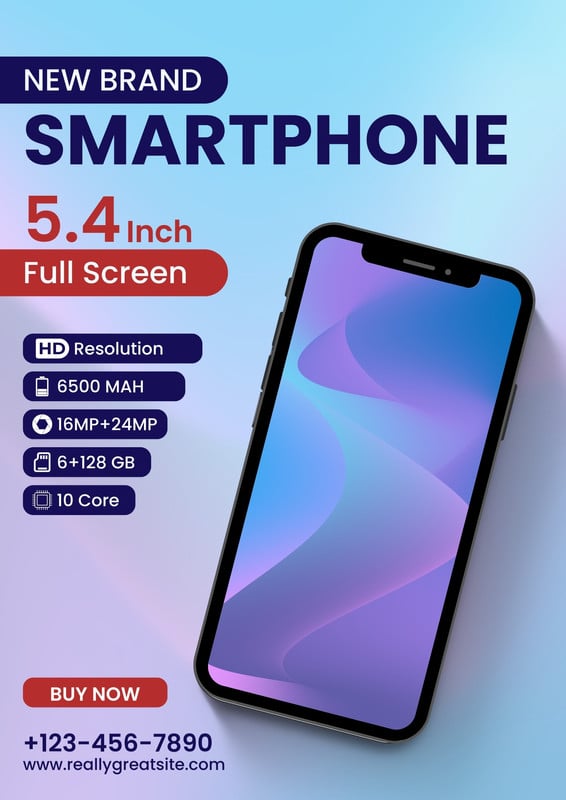 NEW BRAND
SMARTPHONE
5.4 Inch
Full Screen
HD Resolution
6500 MAH
16MP+24MP
6+128 GB
10 Core
BUY NOW
+123-456-7890
www.reallygreatsite.com